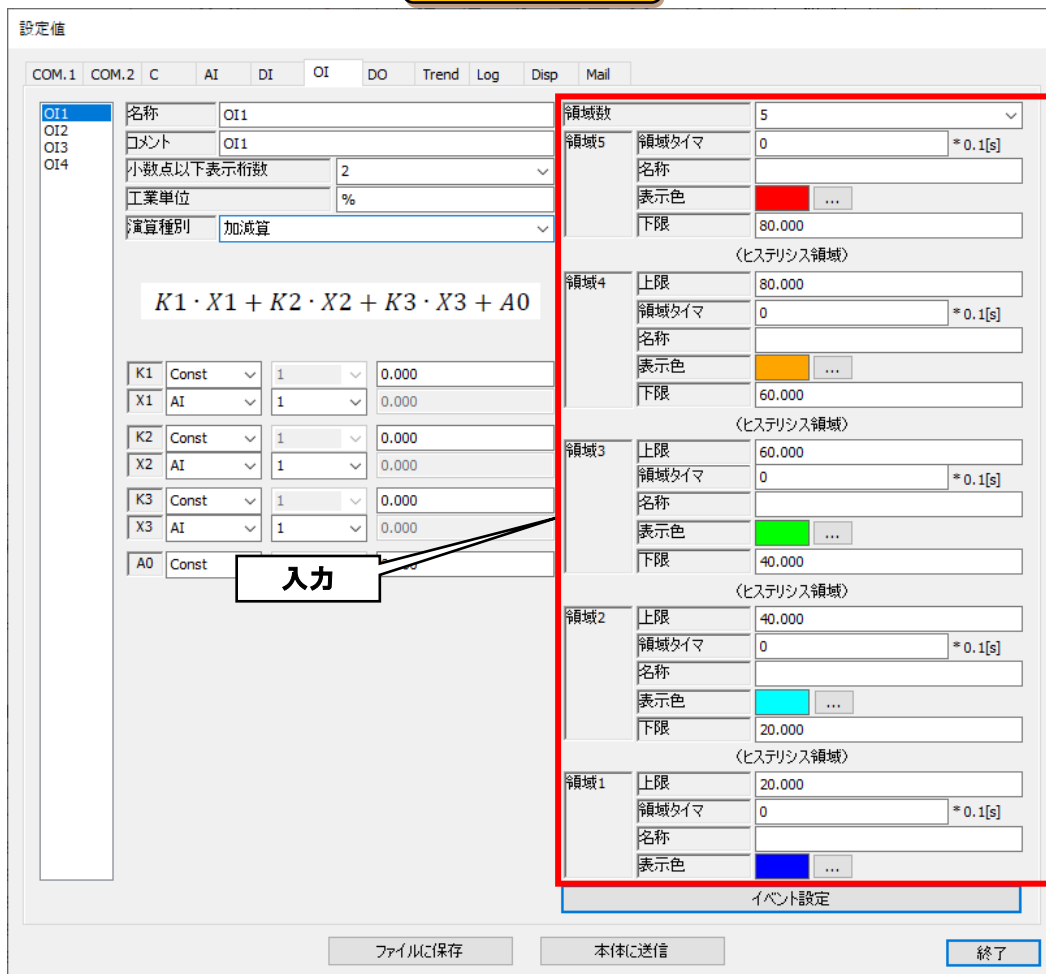 設定値
COM.1 COM.2 C AI DI OI DO Trend Log Disp Mail
OI1
OI2
OI3
OI4
名称 OI1
コメント OI1
小数点以下表示桁数 2
工業単位 %
演算種別 加減算
K1 · X1 + K2 · X2 + K3 · X3 + A0
K1 Const 1 0.000
X1 AI 1 0.000
K2 Const 1 0.000
X2 AI 1 0.000
K3 Const 1 0.000
X3 AI 1 0.000
A0 Const
入力
領域数 5
領域5 領域タイマ 0 *0.1[s]
名称
表示色 ...
下限 80.000
(ヒステリシス領域)
領域4 上限 80.000
領域タイマ 0 *0.1[s]
名称
表示色 ...
下限 60.000
(ヒステリシス領域)
領域3 上限 60.000
領域タイマ 0 *0.1[s]
名称
表示色 ...
下限 40.000
(ヒステリシス領域)
領域2 上限 40.000
領域タイマ 0 *0.1[s]
名称
表示色 ...
下限 20.000
(ヒステリシス領域)
領域1 上限 20.000
領域タイマ 0 *0.1[s]
名称
表示色 ...
イベント設定
ファイルに保存 本体に送信 終了